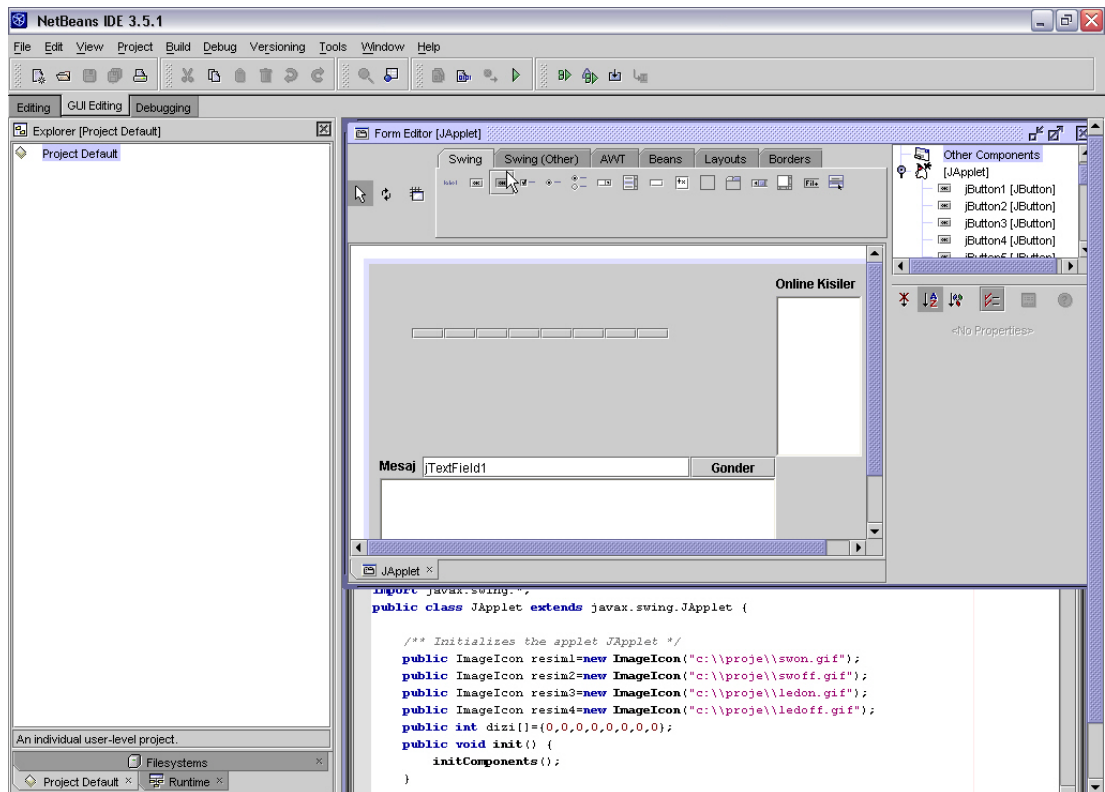 NetBeans IDE 3.5.1
File Edit View Project Build Debug Versioning Tools Window Help
Editing GUI Editing Debugging
Explorer [Project Default]
Project Default
An individual user-level project.
Filesystems
Project Default Runtime
Form Editor [JApplet]
Swing Swing (Other) AWT Beans Layouts Borders
label
Online Kisiler
Mesaj jTextField1 Gonder
JApplet
Other Components
[JApplet]
jButton1 [JButton]
jButton2 [JButton]
jButton3 [JButton]
jButton4 [JButton]
jButton5 [JButton]
<No Properties>
import javax.swing.*;
public class JApplet extends javax.swing.JApplet {
/** Initializes the applet JApplet */
public ImageIcon resim1=new ImageIcon("c:\\proje\\swon.gif");
public ImageIcon resim2=new ImageIcon("c:\\proje\\swoff.gif");
public ImageIcon resim3=new ImageIcon("c:\\proje\\ledon.gif");
public ImageIcon resim4=new ImageIcon("c:\\proje\\ledoff.gif");
public int dizi[]={0,0,0,0,0,0,0,0};
public void init() {
initComponents();
}